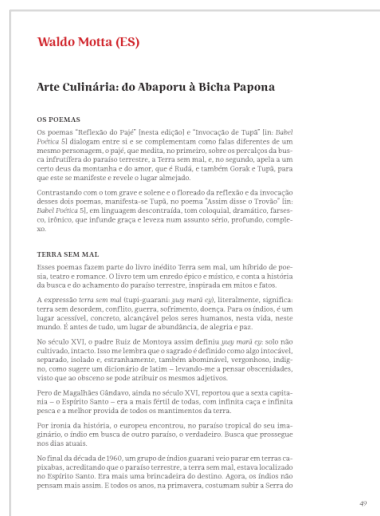 Waldo Motta (ES)
Arte Culinária: do Abaporu à Bicha Papona
OS POEMAS
Os poemas "Reflexão do Pajé" [nesta edição] e "Invocação de Tupã" [in: Babel
Poética 5] dialogam entre si e se complementam como falas diferentes de um
mesmo personagem, o pajé, que medita, no primeiro, sobre os percalços da bus-
ca infrutífera do paraíso terrestre, a Terra sem mal, e, no segundo, apela a um
certo deus da montanha e do amor, que é Rudá, e também Gorak e Tupã, para
que este se manifeste e revele o lugar almejado.
Contrastando com o tom grave e solene e o floreado da reflexão e da invocação
desses dois poemas, manifesta-se Tupã, no poema "Assim disse o Trovão" [in:
Babel Poética 5], em linguagem descontraída, tom coloquial, dramático, farses-
co, irônico, que infunde graça e leveza num assunto sério, profundo, comple-
xo.
TERRA SEM MAL
Esses poemas fazem parte do livro inédito Terra sem mal, um híbrido de poe-
sia, teatro e romance. O livro tem um enredo épico e místico, e conta a história
da busca e do achamento do paraíso terrestre, inspirada em mitos e fatos.
A expressão terra sem mal (tupi-guarani: yvy marã ey), literalmente, significa:
terra sem desordem, conflito, guerra, sofrimento, doença. Para os índios, é um
lugar acessível, concreto, alcançável pelos seres humanos, nesta vida, neste
mundo. É antes de tudo, um lugar de abundância, de alegria e paz.
No século XVI, o padre Ruiz de Montoya assim definiu yvy marã ey: solo não
cultivado, intacto. Isso me lembra que o sagrado é definido como algo intocável,
separado, isolado e, estranhamente, também abominável, vergonhoso, indig-
no, como sugere um dicionário de latim – levando-me a pensar obscenidades,
visto que ao obsceno se pode atribuir os mesmos adjetivos.
Pero de Magalhães Gândavo, ainda no século XVI, reportou que a sexta capita-
nia – o Espírito Santo – era a mais fértil de todas, com infinita caça e infinita
pesca e a melhor provida de todos os mantimentos da terra.
Por ironia da história, o europeu encontrou, no paraíso tropical do seu ima-
ginário, o índio em busca de outro paraíso, o verdadeiro. Busca que prossegue
nos dias atuais.
No final da década de 1960, um grupo de índios guarani veio parar em terras ca-
pixabas, acreditando que o paraíso terrestre, a terra sem mal, estava localizado
no Espírito Santo. Era mais uma brincadeira do destino. Agora, os índios não
pensam mais assim. E todos os anos, na primavera, costumam subir a Serra do
49